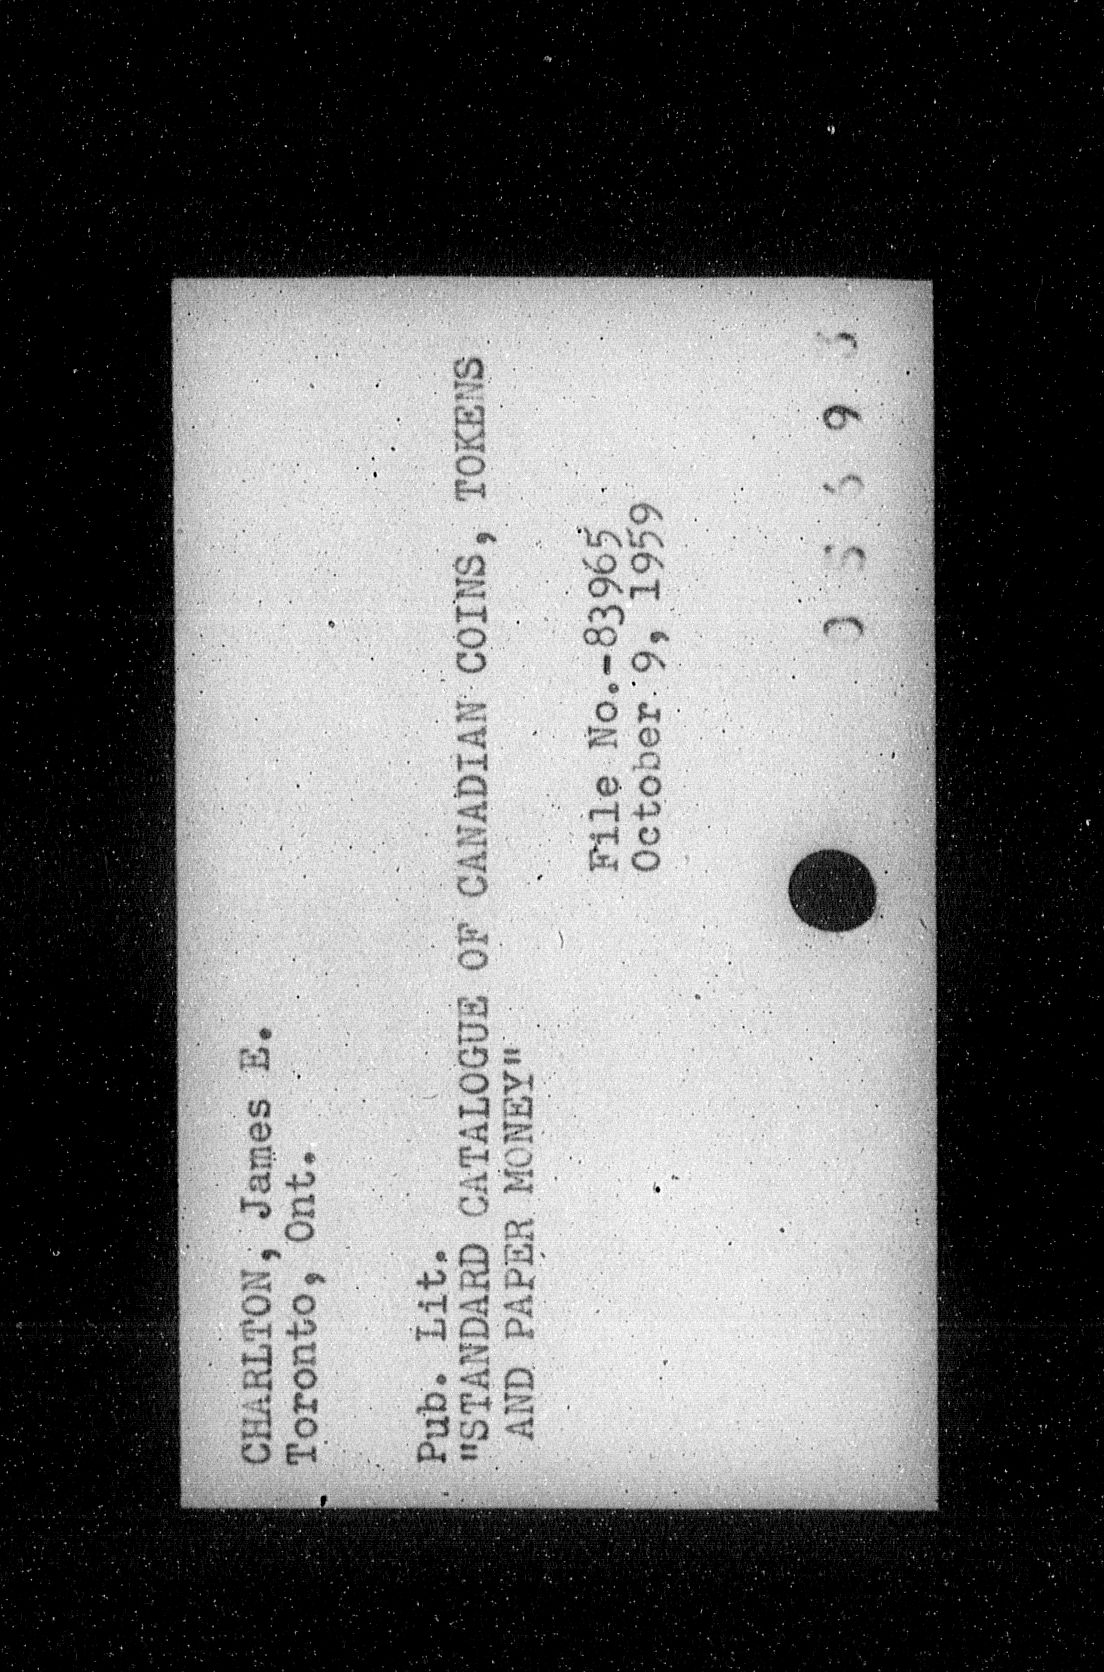 CHARLTON, James E.
Toronto, Ont.
Pub. Lit.
"STANDARD CATALOGUE OF CANADIAN COINS, TOKENS
AND PAPER MONEY"
File No.-83965
October 9, 1959